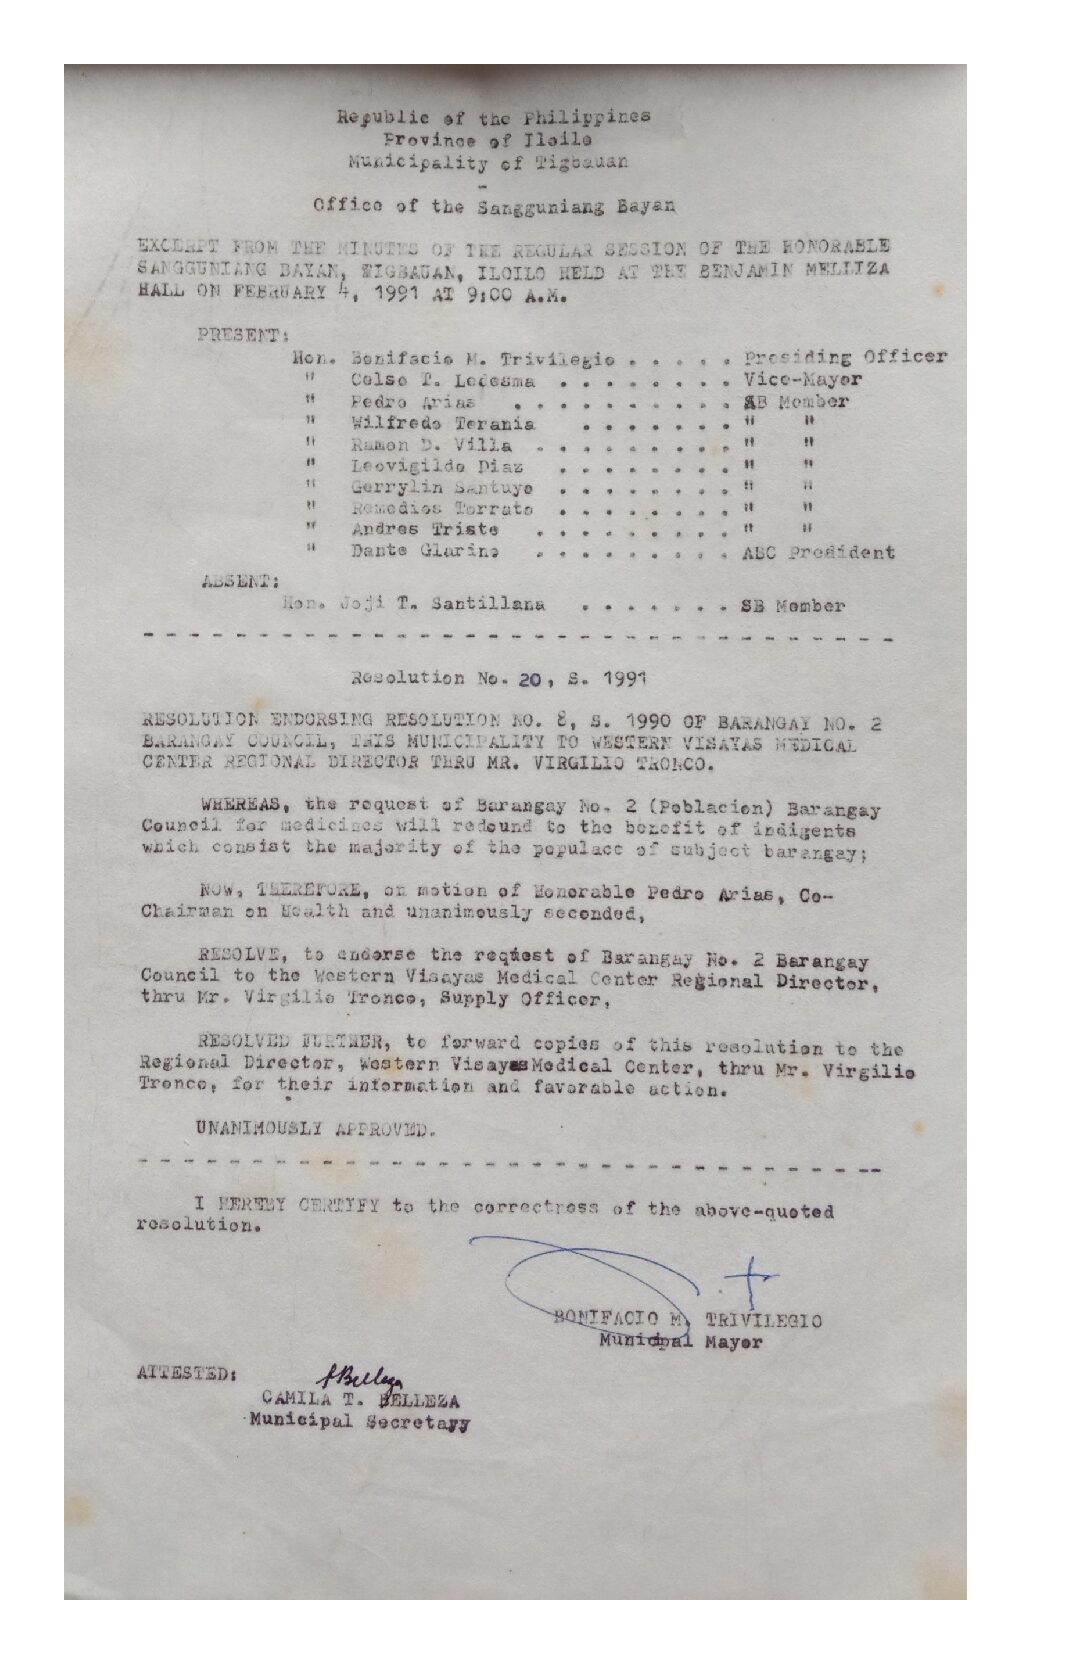 Republic of the Philippines
Province of Iloilo
Municipality of Tigbauan
-
Office of the Sangguniang Bayan
EXCERPT FROM THE MINUTES OF THE REGULAR SESSION OF THE HONORABLE
SANGGUNIANG BAYAN, TIGBAUAN, ILOILO HELD AT THE BENJAMIN MELLIZA
HALL ON FEBRUARY 4, 1991 AT 9:00 A.M.
PRESENT:
Hon. Bonifacio M. Trivilegio . . . . . Presiding Officer
" Celso T. Ledesma . . . . . . . . Vice-Mayor
" Pedro Arias . . . . . . . . . . SB Member
" Wilfredo Terania . . . . . . . " "
" Ramon D. Villa . . . . . . . . . " "
" Leovigildo Diaz . . . . . . . . " "
" Gerrylin Santuyo . . . . . . . . " "
" Remedios Torrato . . . . . . . . " "
" Andres Triste . . . . . . . . . " "
" Dante Glarino . . . . . . . . . ABC President
ABSENT:
Hon. Joji T. Santillana . . . . . . . SB Member
- - - - - - - - - - - - - - - - - - - - - - - - - - - - - - - - -
Resolution No. 20, S. 1991
RESOLUTION ENDORSING RESOLUTION NO. 8, S. 1990 OF BARANGAY NO. 2
BARANGAY COUNCIL, THIS MUNICIPALITY TO WESTERN VISAYAS MEDICAL
CENTER REGIONAL DIRECTOR THRU MR. VIRGILIO TRONCO.
WHEREAS, the request of Barangay No. 2 (Poblacion) Barangay
Council for medicines will redound to the benefit of indigents
which consist the majority of the populace of subject barangay;
NOW, THEREFORE, on motion of Honorable Pedro Arias, Co-
Chairman on Health and unanimously seconded,
RESOLVE, to endorse the request of Barangay No. 2 Barangay
Council to the Western Visayas Medical Center Regional Director,
thru Mr. Virgilio Tronco, Supply Officer,
RESOLVED FURTHER, to forward copies of this resolution to the
Regional Director, Western Visayas Medical Center, thru Mr. Virgilio
Tronco, for their information and favorable action.
UNANIMOUSLY APPROVED.
- - - - - - - - - - - - - - - - - - - - - - - - - - - - - - - - --
I HEREBY CERTIFY to the correctness of the above-quoted
resolution.
BONIFACIO M. TRIVILEGIO
Municipal Mayor
ATTESTED:
Belleza
CAMILA T. BELLEZA
Municipal Secretayy